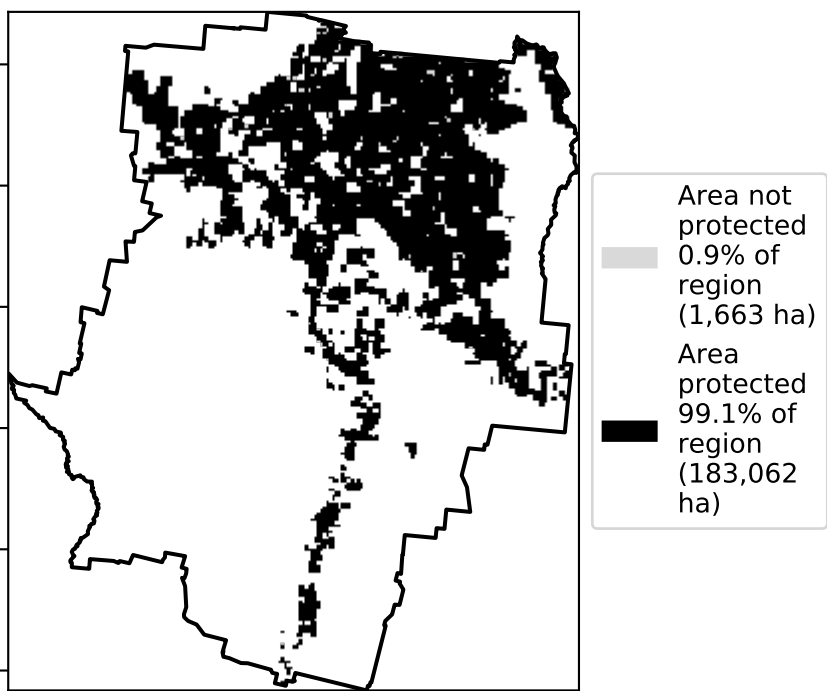 Area not
protected
0.9% of
region
(1,663 ha)
Area
protected
99.1% of
region
(183,062
ha)